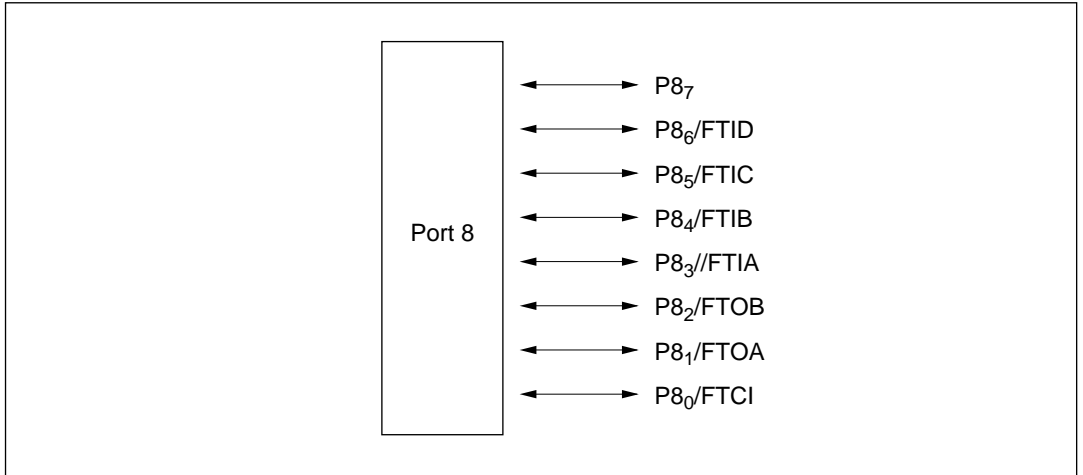 Port 8
P8₇
P8₆/FTID
P8₅/FTIC
P8₄/FTIB
P8₃//FTIA
P8₂/FTOB
P8₁/FTOA
P8₀/FTCI